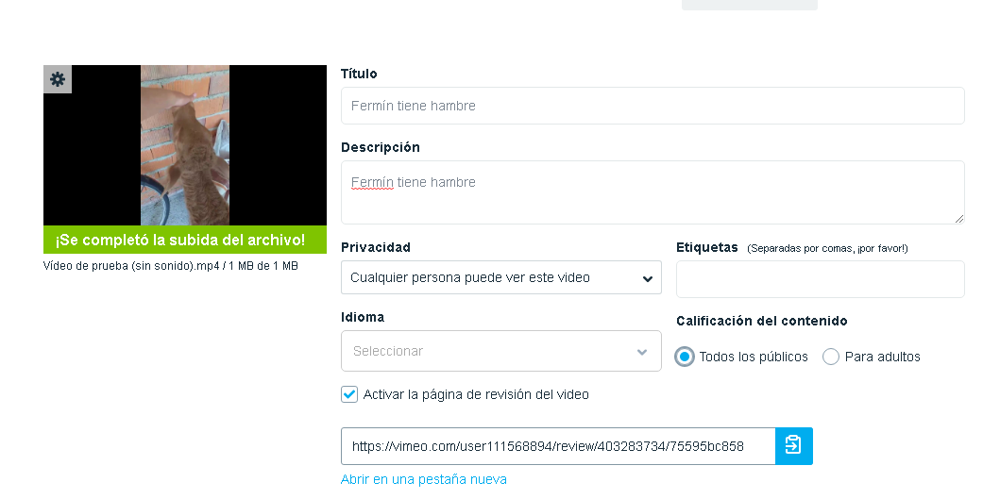 Título
Fermín tiene hambre
Descripción
Fermín tiene hambre
¡Se completó la subida del archivo!
Vídeo de prueba (sin sonido).mp4 / 1 MB de 1 MB
Privacidad
Cualquier persona puede ver este video
Etiquetas (Separadas por comas, ¡por favor!)
Idioma
Seleccionar
Calificación del contenido
Todos los públicos
Para adultos
Activar la página de revisión del video
https://vimeo.com/user111568894/review/403283734/75595bc858
Abrir en una pestaña nueva